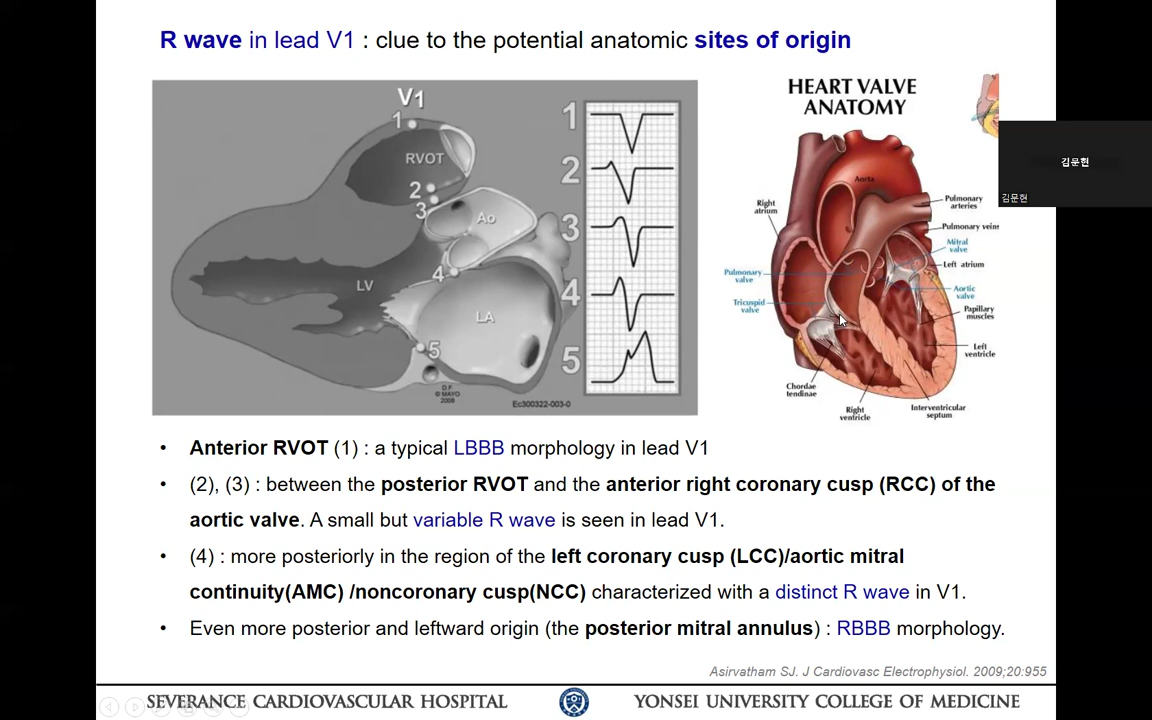 R wave in lead V1 : clue to the potential anatomic sites of origin
V1
1
RVOT
2
3
Ao
4
LV
LA
5
D.F.
© MAYO
2008
Ec300322-003-0
1
2
3
4
5
HEART VALVE
ANATOMY
Aorta
Right
atrium
Pulmonary
arteries
Pulmonary veins
Mitral
valve
Left atrium
Pulmonary
valve
Aortic
valve
Tricuspid
valve
Papillary
muscles
Left
ventricle
Chordae
tendinae
Right
ventricle
Interventricular
septum
김문현
김문현
• Anterior RVOT (1) : a typical LBBB morphology in lead V1
• (2), (3) : between the posterior RVOT and the anterior right coronary cusp (RCC) of the
aortic valve. A small but variable R wave is seen in lead V1.
• (4) : more posteriorly in the region of the left coronary cusp (LCC)/aortic mitral
continuity(AMC) /noncoronary cusp(NCC) characterized with a distinct R wave in V1.
• Even more posterior and leftward origin (the posterior mitral annulus) : RBBB morphology.
Asirvatham SJ. J Cardiovasc Electrophysiol. 2009;20:955
SEVERANCE CARDIOVASCULAR HOSPITAL
YONSEI UNIVERSITY COLLEGE OF MEDICINE